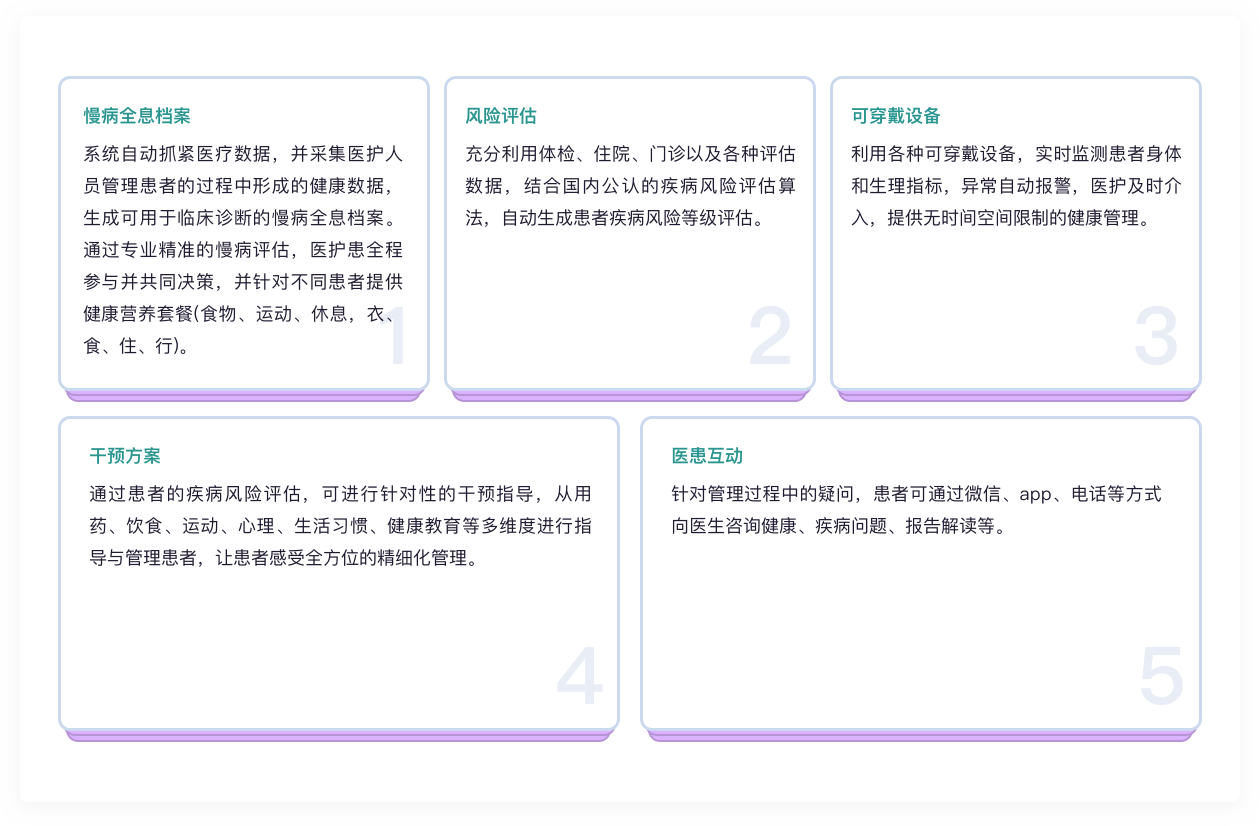 慢病全息档案
系统自动抓紧医疗数据，并采集医护人
员管理患者的过程中形成的健康数据，
生成可用于临床诊断的慢病全息档案。
通过专业精准的慢病评估，医护患全程
参与并共同决策，并针对不同患者提供
健康营养套餐(食物、运动、休息，衣、
食、住、行)。
1
风险评估
充分利用体检、住院、门诊以及各种评估
数据，结合国内公认的疾病风险评估算
法，自动生成患者疾病风险等级评估。
2
可穿戴设备
利用各种可穿戴设备，实时监测患者身体
和生理指标，异常自动报警，医护及时介
入，提供无时间空间限制的健康管理。
3
干预方案
通过患者的疾病风险评估，可进行针对性的干预指导，从用
药、饮食、运动、心理、生活习惯、健康教育等多维度进行指
导与管理患者，让患者感受全方位的精细化管理。
4
医患互动
针对管理过程中的疑问，患者可通过微信、app、电话等方式
向医生咨询健康、疾病问题、报告解读等。
5